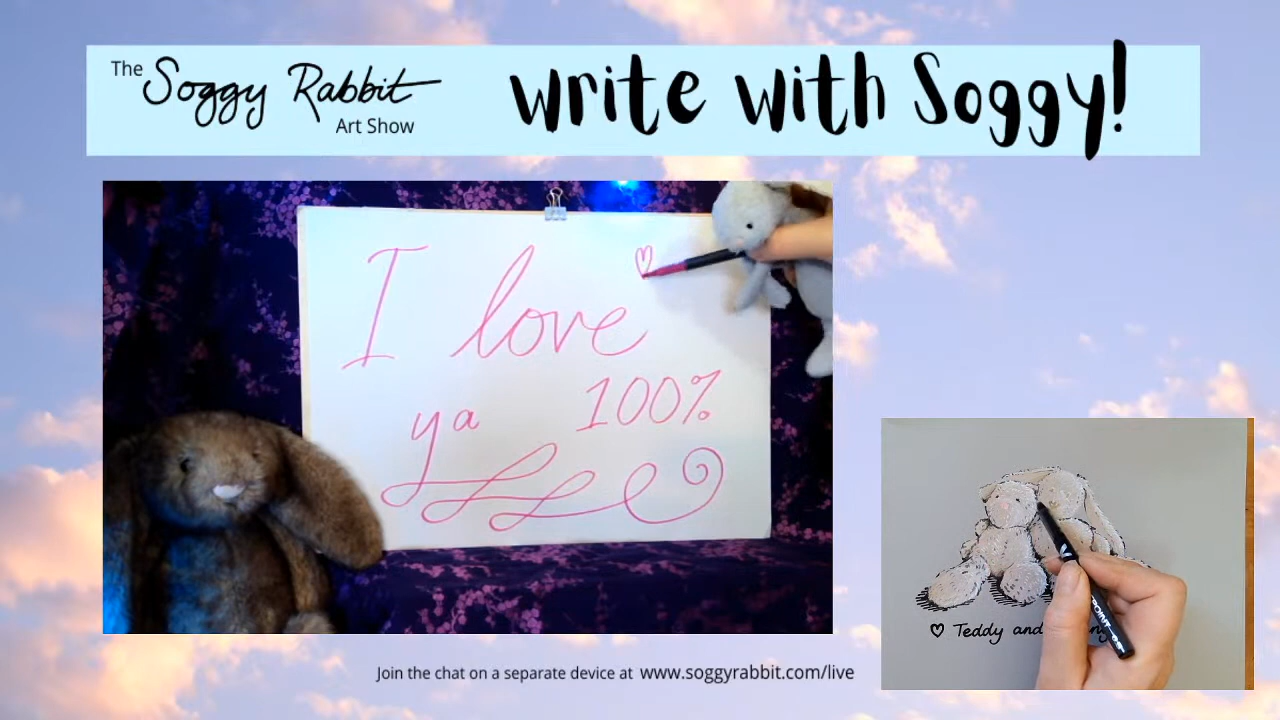 The Soggy Rabbit
Art Show
write with Soggy!
I love
ya 100%
Teddy and
Join the chat on a separate device at www.soggyrabbit.com/live